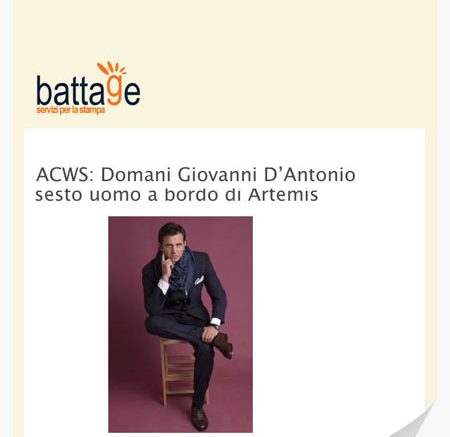 battage
servizi per la stampa
ACWS: Domani Giovanni D’Antonio
sesto uomo a bordo di Artemis